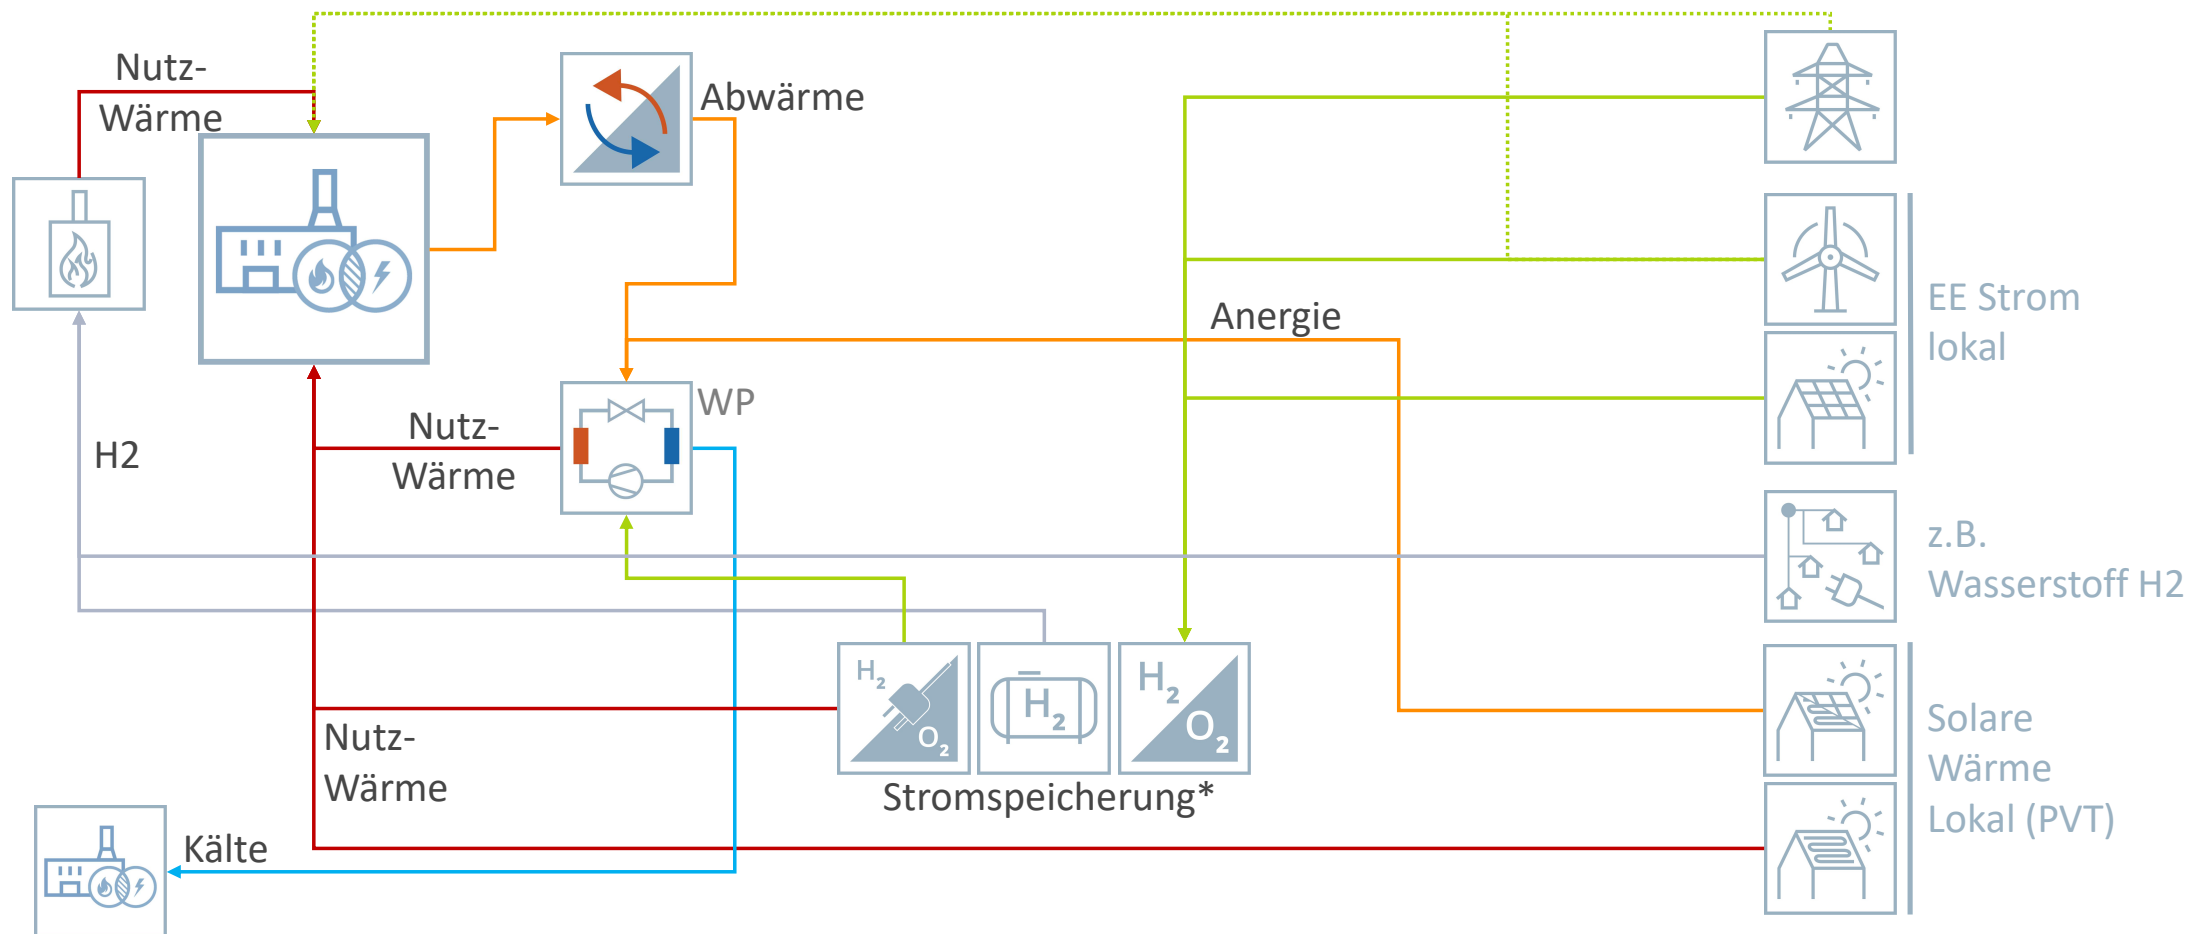 Nutz-
Wärme
Abwärme
EE Strom
lokal
Anergie
WP
Nutz-
Wärme
H2
z.B.
Wasserstoff H2
H2
O2
H2
H2
O2
Stromspeicherung*
Nutz-
Wärme
Solare
Wärme
Lokal (PVT)
Kälte